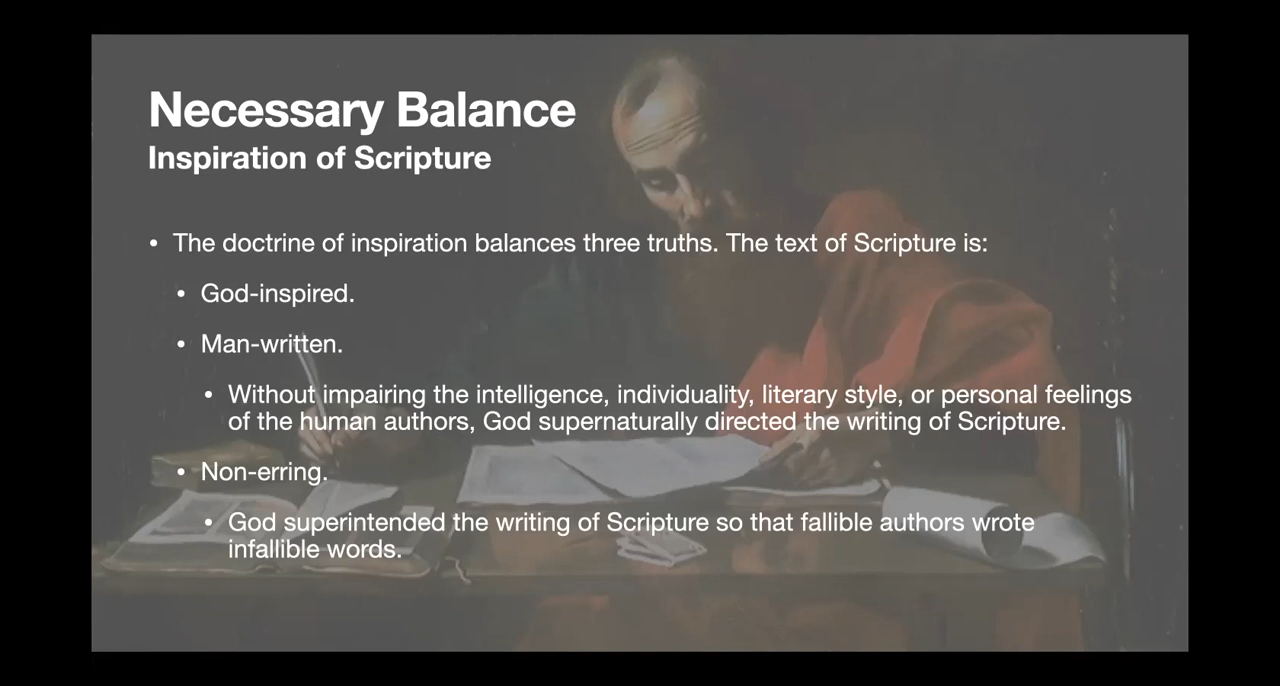 Necessary Balance
Inspiration of Scripture
• The doctrine of inspiration balances three truths. The text of Scripture is:
• God-inspired.
• Man-written.
• Without impairing the intelligence, individuality, literary style, or personal feelings
of the human authors, God supernaturally directed the writing of Scripture.
• Non-erring.
• God superintended the writing of Scripture so that fallible authors wrote
infallible words.